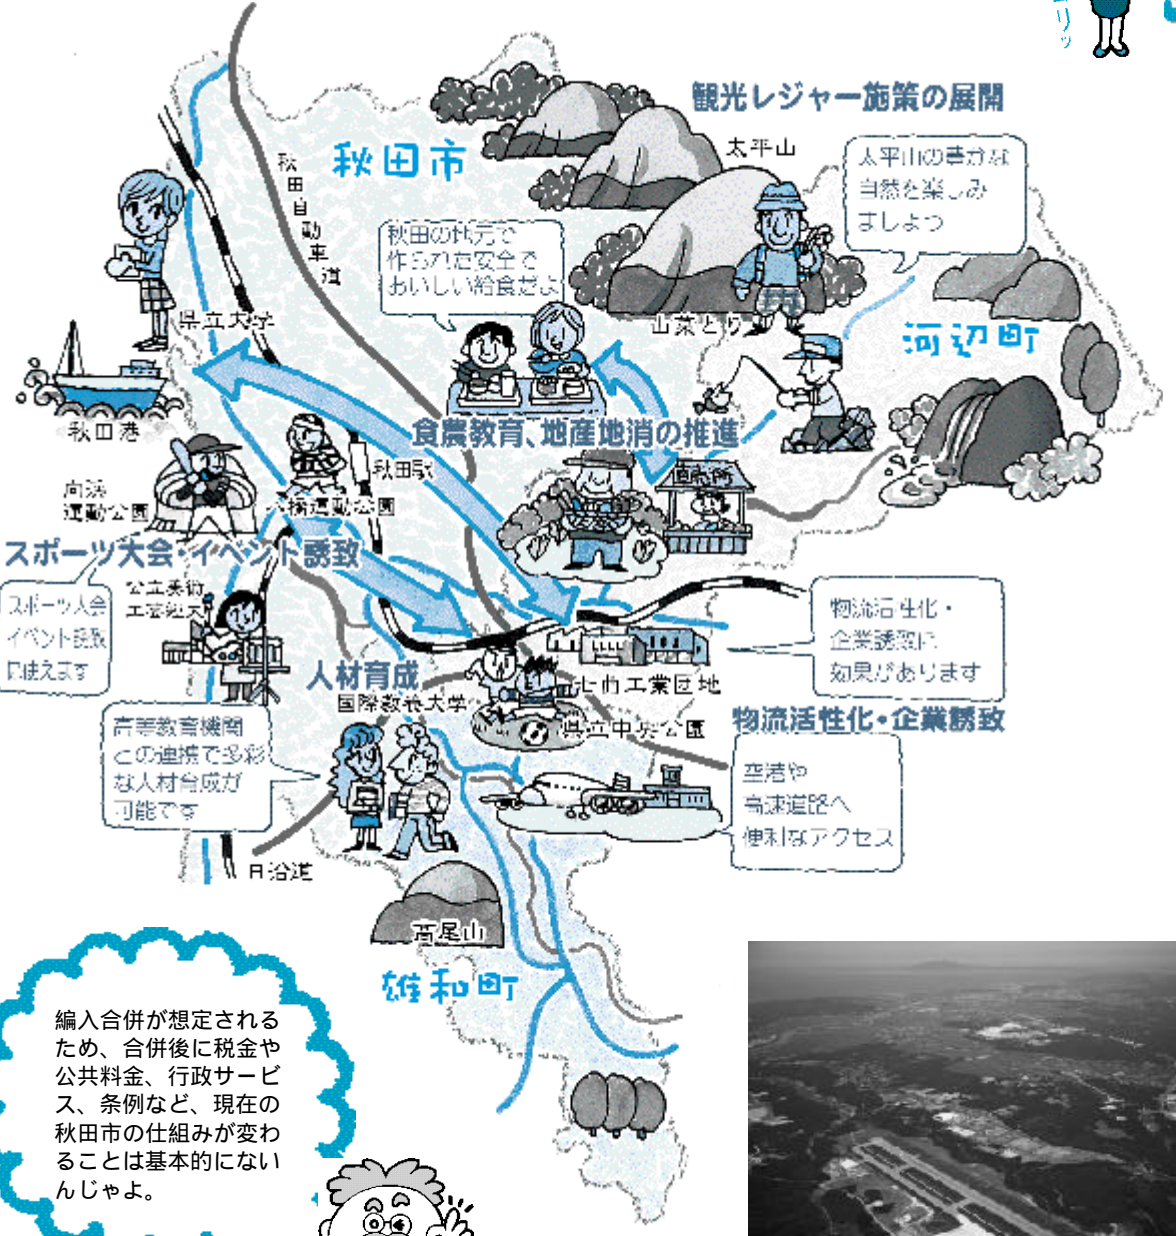 観光レジャー施策の展開
秋田市
秋田自動車道
太平山
太平山の豊かな
自然を楽しみ
ましょう
秋田の地元で
作られた安全で
おいしい給食だよ
県立大学
山菜とり
河辺町
秋田港
食農教育、地産地消の推進
秋田駅
直売所
向浜
運動公園
八橋運動公園
スポーツ大会・イベント誘致
スポーツ大会
イベント誘致
に使えます
公立美術
工芸短大
物流活性化・
企業誘致に
効果があります
人材育成
国際教養大学
七曲工業団地
県立中央公園
物流活性化・企業誘致
高等教育機関
との連携で多彩
な人材育成が
可能です
空港や
高速道路へ
便利なアクセス
日沿道
高尾山
雄和町
編入合併が想定される
ため、合併後に税金や
公共料金、行政サービ
ス、条例など、現在の
秋田市の仕組みが変わ
ることは基本的にない
んじゃよ。